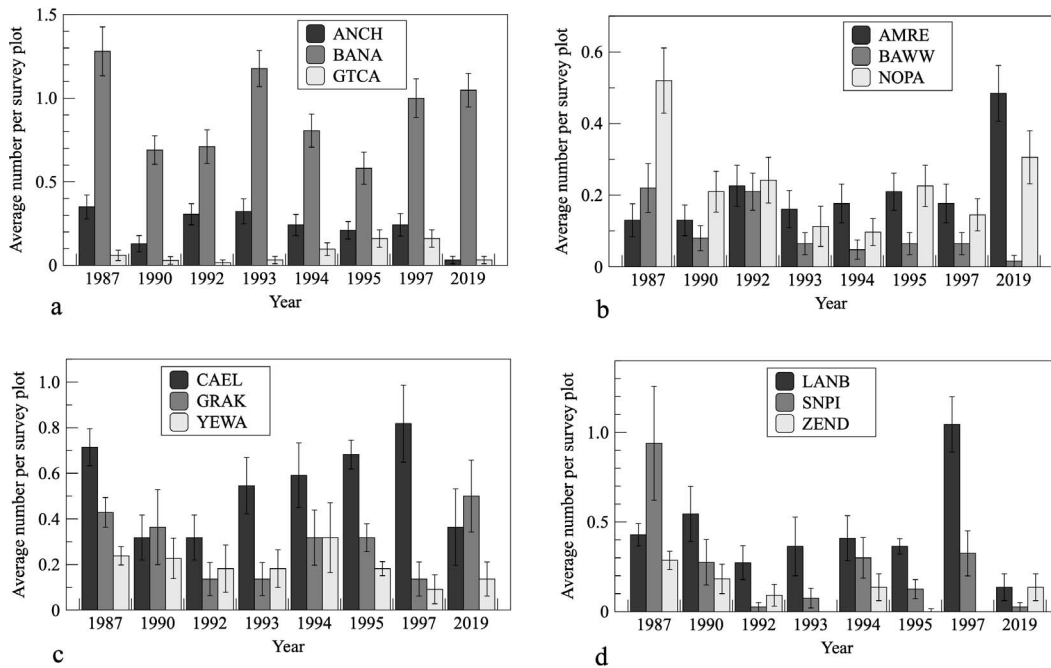 Average number per survey plot
1.5
1.0
0.5
0
ANCH
BANA
GTCA
1987 1990 1992 1993 1994 1995 1997 2019
Year
a
Average number per survey plot
0.6
0.4
0.2
0
AMRE
BAWW
NOPA
1987 1990 1992 1993 1994 1995 1997 2019
Year
b
Average number per survey plot
1.0
0.8
0.6
0.4
0.2
0
CAEL
GRAK
YEWA
1987 1990 1992 1993 1994 1995 1997 2019
Year
c
Average number per survey plot
1.0
0.5
0
LANB
SNPI
ZEND
1987 1990 1992 1993 1994 1995 1997 2019
Year
d